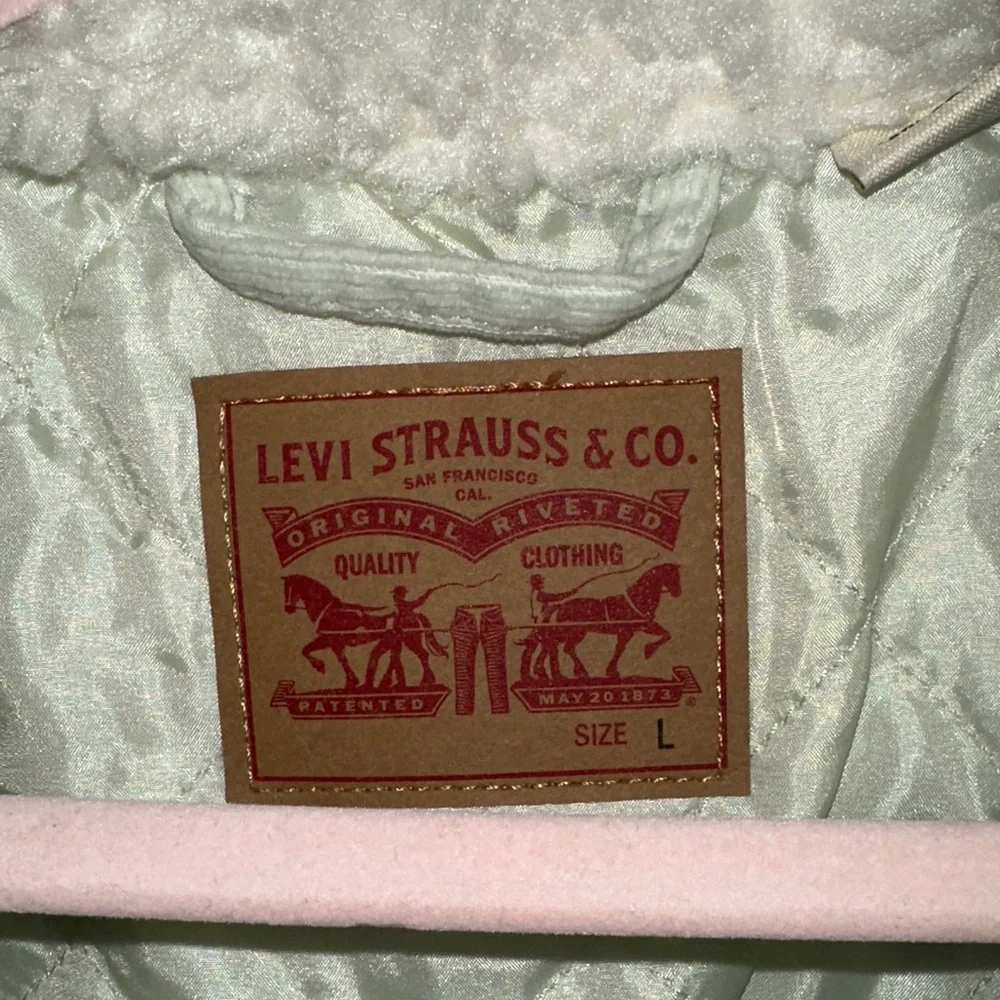 LEVI STRAUSS & CO.
SAN FRANCISCO
CAL.
ORIGINAL RIVETED
QUALITY CLOTHING
PATENTED MAY 20 1873 ®
SIZE L